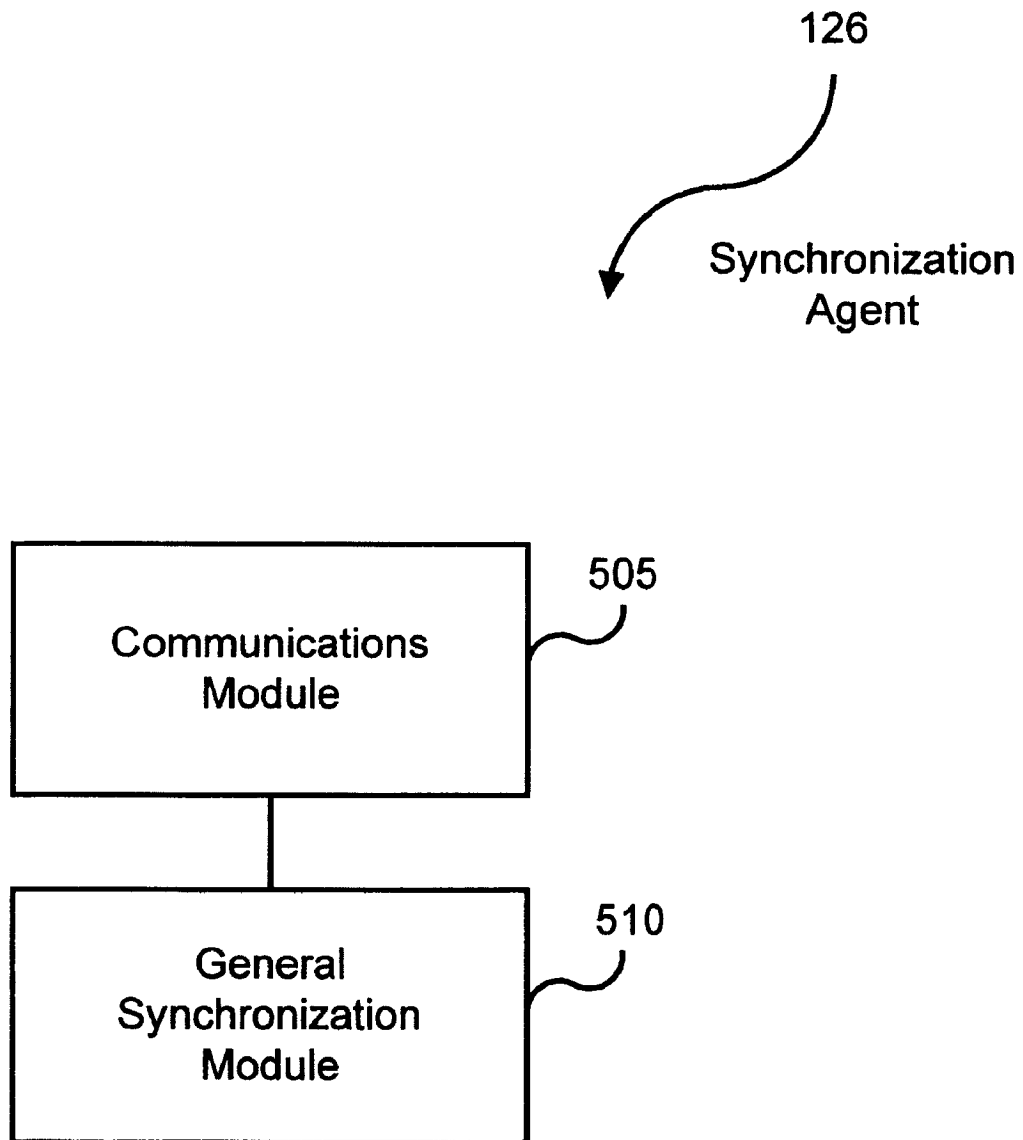 126
Synchronization
Agent
505
Communications
Module
510
General
Synchronization
Module